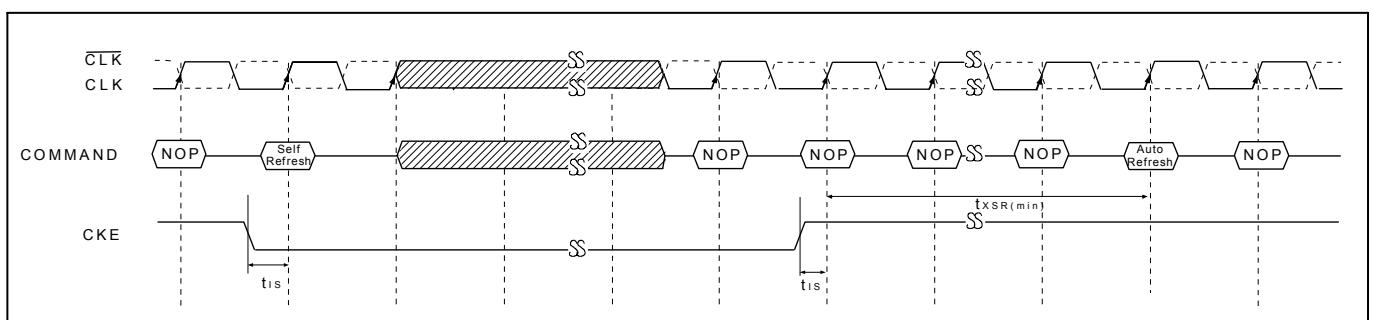 CLK
CLK
COMMAND NOP Self Refresh NOP NOP NOP NOP Auto Refresh NOP
tXSR(min)
CKE
tIS tIS